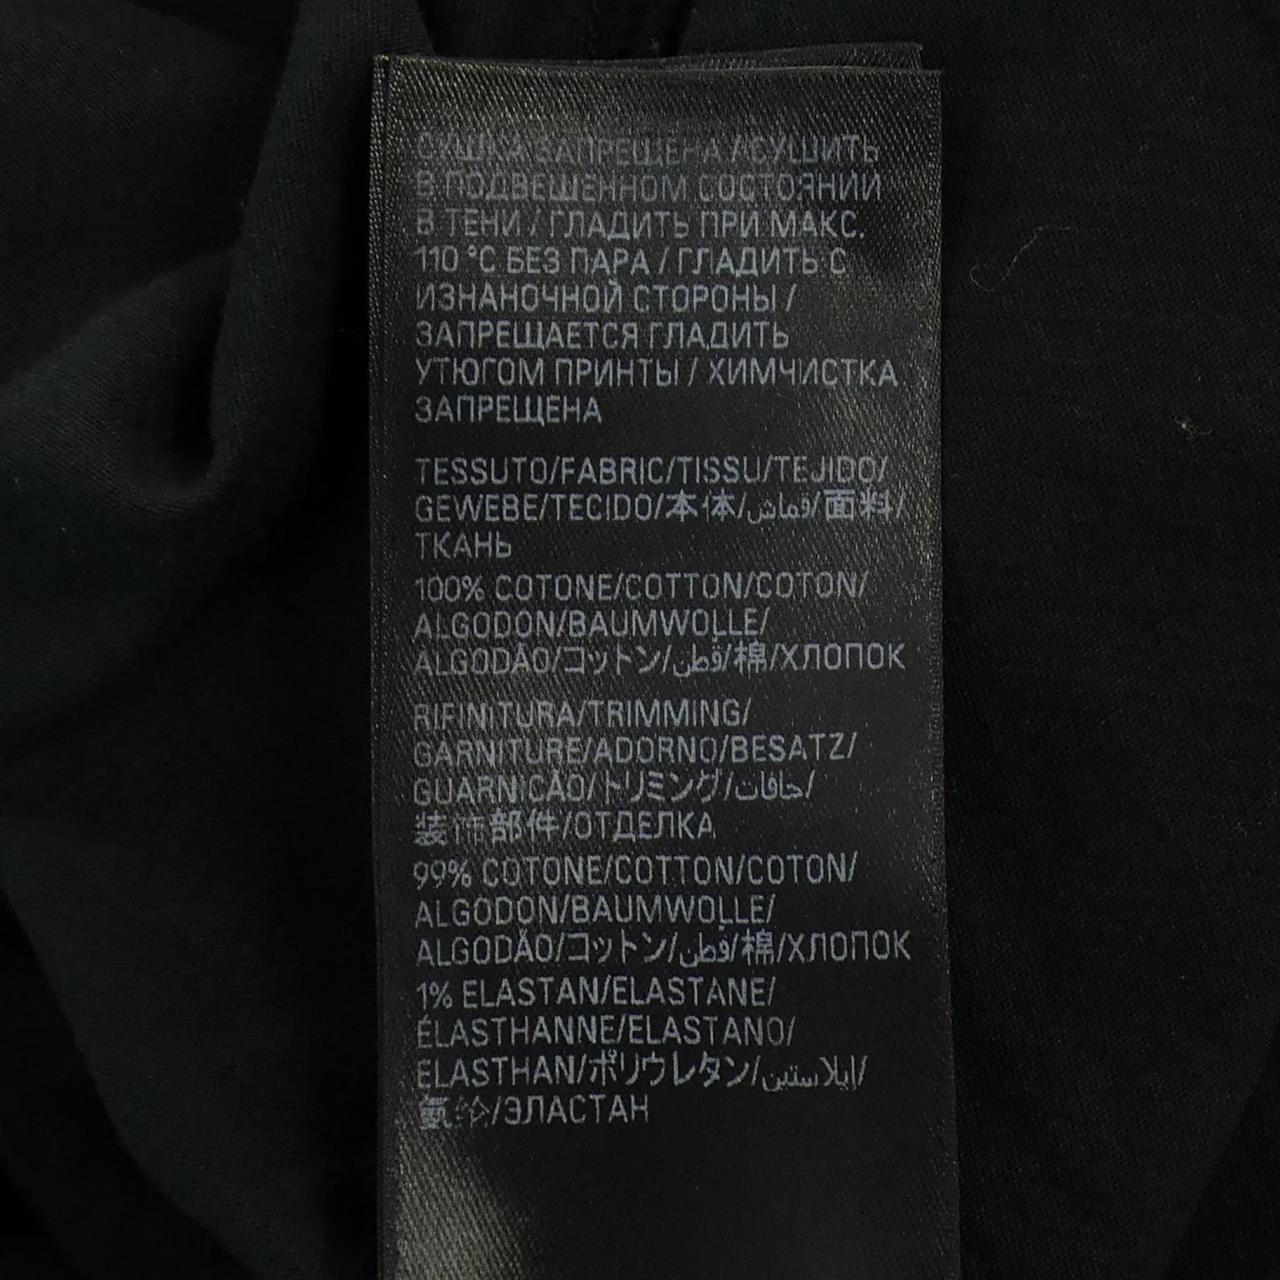 СУШКА ЗАПРЕЩЕНА / СУШИТЬ
В ПОДВЕШЕННОМ СОСТОЯНИИ
В ТЕНИ / ГЛАДИТЬ ПРИ МАКС.
110 °C БЕЗ ПАРА / ГЛАДИТЬ С
ИЗНАНОЧНОЙ СТОРОНЫ /
ЗАПРЕЩАЕТСЯ ГЛАДИТЬ
УТЮГОМ ПРИНТЫ / ХИМЧИСТКА
ЗАПРЕЩЕНА
TESSUTO/FABRIC/TISSU/TEJIDO/
GEWEBE/TECIDO/本体/قماش/面料/
ТКАНЬ
100% COTONE/COTTON/COTON/
ALGODON/BAUMWOLLE/
ALGODÃO/コットン/قطن/棉/ХЛОПОК
RIFINITURA/TRIMMING/
GARNITURE/ADORNO/BESATZ/
GUARNICÃO/トリミング/حافات/
装饰部件/ОТДЕЛКА
99% COTONE/COTTON/COTON/
ALGODON/BAUMWOLLE/
ALGODÃO/コットン/قطن/棉/ХЛОПОК
1% ELASTAN/ELASTANE/
ÉLASTHANNE/ELASTANO/
ELASTHAN/ポリウレタン/إيلاستين/
氨纶/ЭЛАСТАН